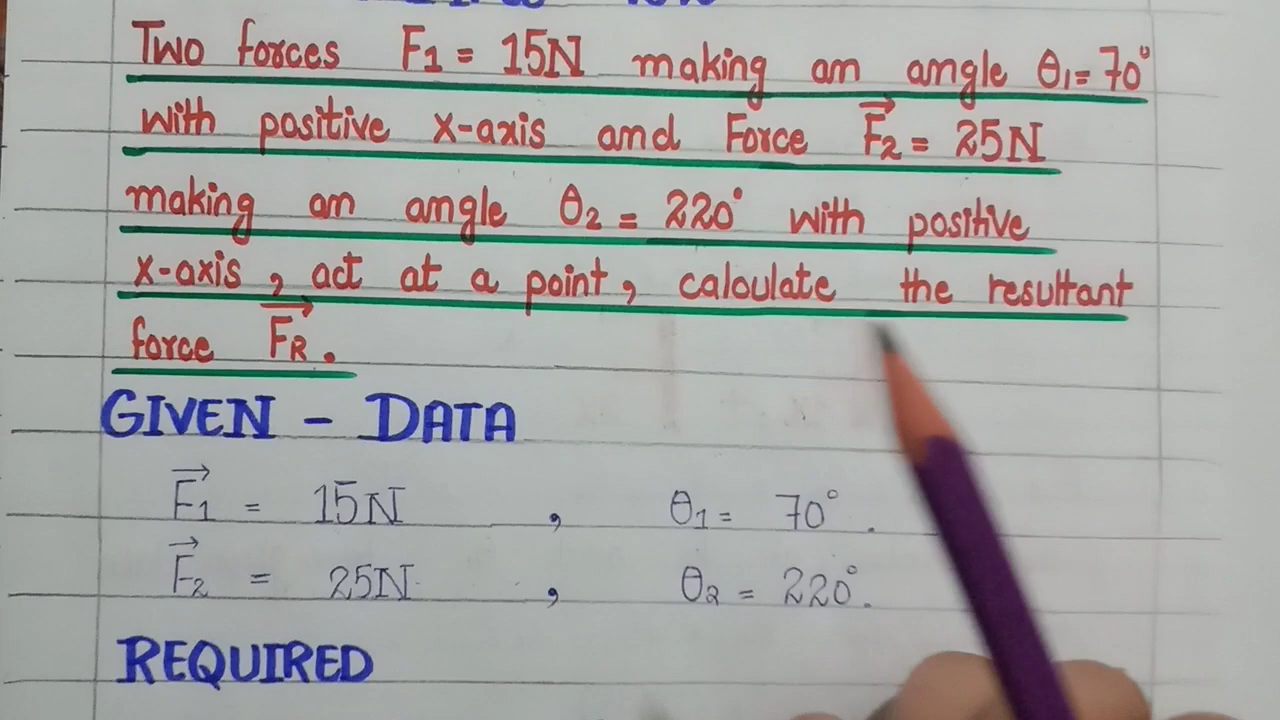 Two forces F1 = 15N making an angle θ1= 70°
with positive x-axis and Force F2 = 25N
making an angle θ2 = 220° with positive
x-axis, act at a point, calculate the resultant
force FR.
GIVEN - DATA
F1 = 15N , θ1 = 70°.
F2 = 25N , θ2 = 220°.
REQUIRED